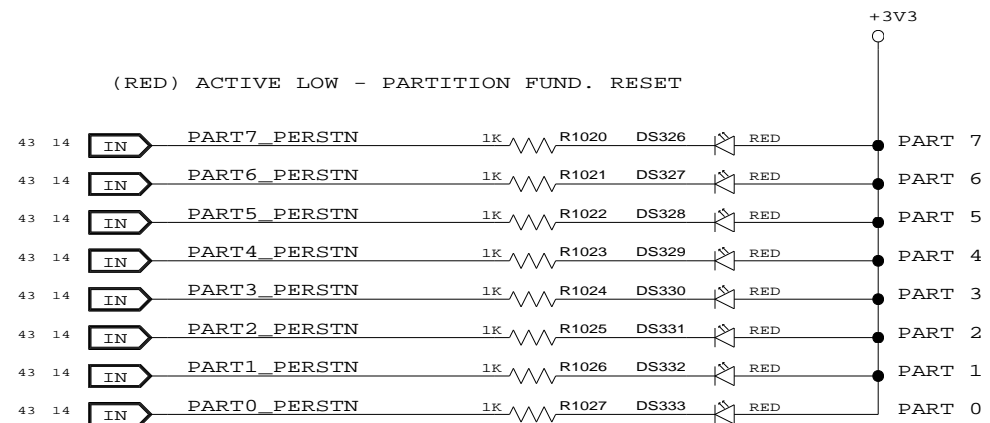 +3V3
(RED) ACTIVE LOW - PARTITION FUND. RESET
43 14 IN PART7_PERSTN 1K R1020 DS326 RED PART 7
43 14 IN PART6_PERSTN 1K R1021 DS327 RED PART 6
43 14 IN PART5_PERSTN 1K R1022 DS328 RED PART 5
43 14 IN PART4_PERSTN 1K R1023 DS329 RED PART 4
43 14 IN PART3_PERSTN 1K R1024 DS330 RED PART 3
43 14 IN PART2_PERSTN 1K R1025 DS331 RED PART 2
43 14 IN PART1_PERSTN 1K R1026 DS332 RED PART 1
43 14 IN PART0_PERSTN 1K R1027 DS333 RED PART 0